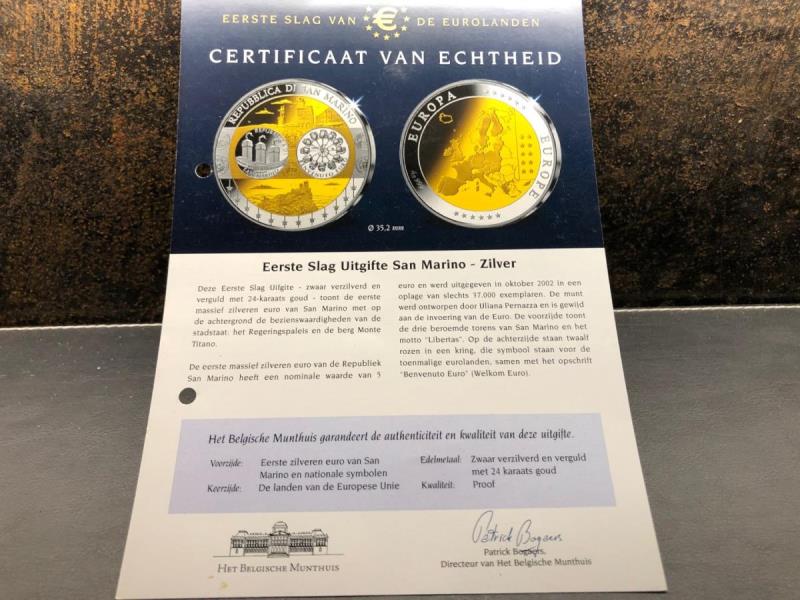 EERSTE SLAG VAN € DE EUROLANDEN
CERTIFICAAT VAN ECHTHEID
REPUBBLICA DI SAN MARINO
EUROPA
EUROPE
Ø 35,2 mm
Eerste Slag Uitgifte San Marino - Zilver
Deze Eerste Slag Uifgite - zwaar verzilverd en
verguld met 24-karaats goud - toont de eerste
massief zilveren euro van San Marino met op
de achtergrond de bezienswaardigheden van de
stadstaat: het Regeringspaleis en de berg Monte
Titano.
De eerste massief zilveren euro van de Republiek
San Marino heeft een nominale waarde van 5
euro en werd uitgegeven in oktober 2002 in een
oplage van slechts 37.000 exemplaren. De munt
werd ontworpen door Uliana Pernazza en is gewijd
aan de invoering van de Euro. De voorzijde toont
de drie beroemde torens van San Marino en het
motto "Libertas". Op de achterzijde staan twaalf
rozen in een kring, die symbool staan voor de
toenmalige eurolanden, samen met het opschrift
"Benvenuto Euro" (Welkom Euro).
Het Belgische Munthuis garandeert de authenticiteit en kwaliteit van deze uitgifte.
Voorzijde: Eerste zilveren euro van San
Marino en nationale symbolen
Keerzijde: De landen van de Europese Unie
Edelmetaal: Zwaar verzilverd en verguld
met 24 karaats goud
Kwaliteit: Proof
HET BELGISCHE MUNTHUIS
Patrick Bogaers
Patrick Bogaers,
Directeur van Het Belgische Munthuis